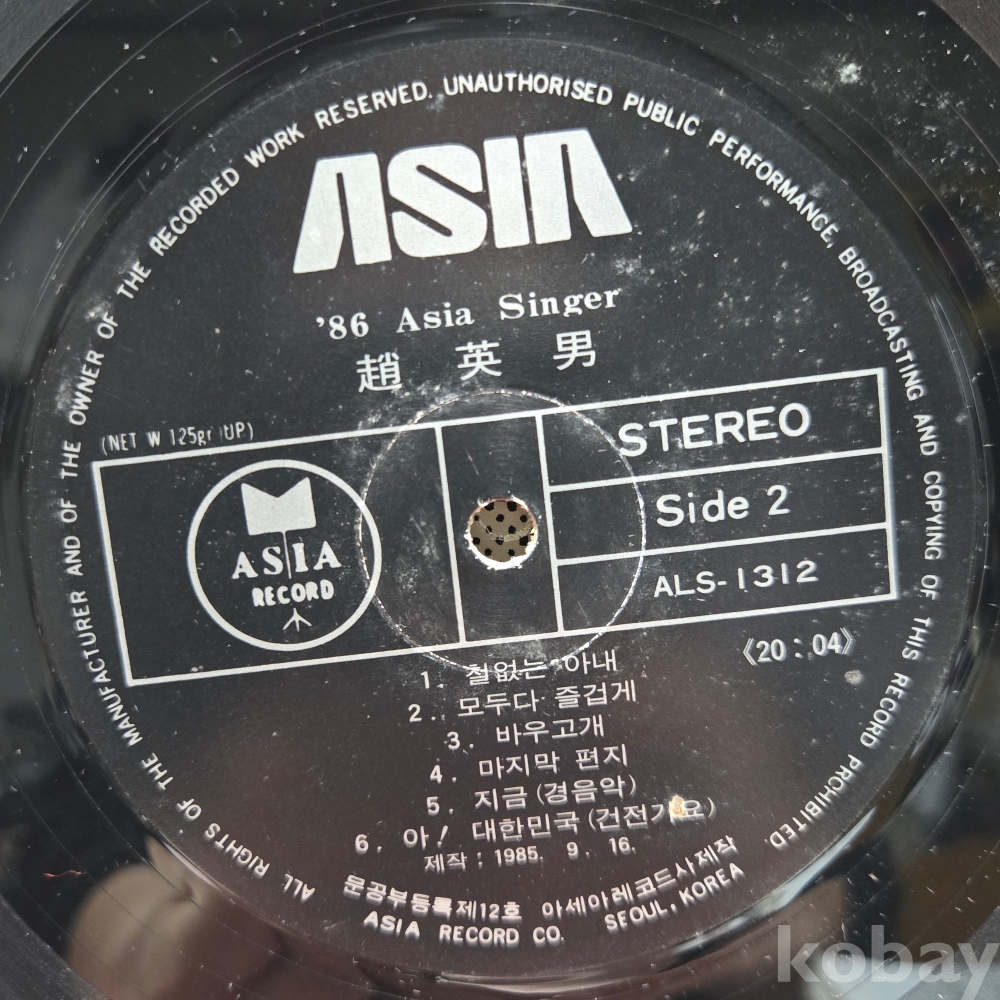 ALL RIGHTS OF THE MANUFACTURER AND OF THE OWNER OF THE RECORDED WORK RESERVED. UNAUTHORISED PUBLIC PERFORMANCE, BROADCASTING AND COPYING OF THIS RECORD PROHIBITED.
ASIA
'86 Asia Singer
趙 英 男
(NET W 125gr UP)
STEREO
Side 2
ALS-1312
ASIA
RECORD
《20 : 04》
1. 철없는 아내
2. 모두다 즐겁게
3. 바우고개
4. 마지막 편지
5. 지금 (경음악)
6. 아! 대한민국 (건전가요)
제작 : 1985. 9. 16.
문공부등록제12호 아세아레코드사제작
ASIA RECORD CO. SEOUL, KOREA
kobay